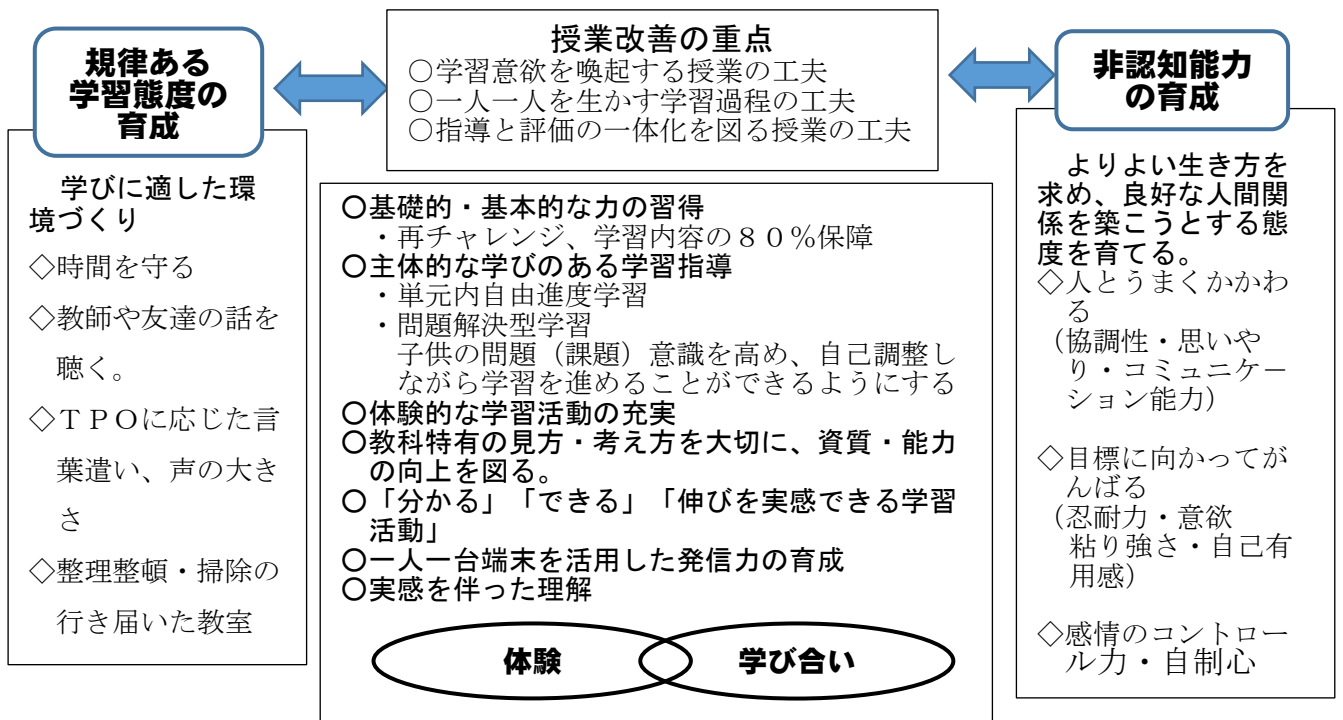 規律ある
学習態度の
育成
学びに適した環
境づくり
◇時間を守る
◇教師や友達の話を
聴く。
◇ＴＰＯに応じた言
葉遣い、声の大き
さ
◇整理整頓・掃除の
行き届いた教室
授業改善の重点
○学習意欲を喚起する授業の工夫
○一人一人を生かす学習過程の工夫
○指導と評価の一体化を図る授業の工夫
○基礎的・基本的な力の習得
・再チャレンジ、学習内容の８０％保障
○主体的な学びのある学習指導
・単元内自由進度学習
・問題解決型学習
子供の問題（課題）意識を高め、自己調整し
ながら学習を進めることができるようにする
○体験的な学習活動の充実
○教科特有の見方・考え方を大切に、資質・能力
の向上を図る。
○「分かる」「できる」「伸びを実感できる学習
活動」
○一人一台端末を活用した発信力の育成
○実感を伴った理解
体験
学び合い
非認知能力
の育成
よりよい生き方を
求め、良好な人間関
係を築こうとする態
度を育てる。
◇人とうまくかかわ
る
（協調性・思いや
り・コミュニケー
ション能力）
◇目標に向かってが
んばる
（忍耐力・意欲
粘り強さ・自己有
用感）
◇感情のコントロー
ル力・自制心